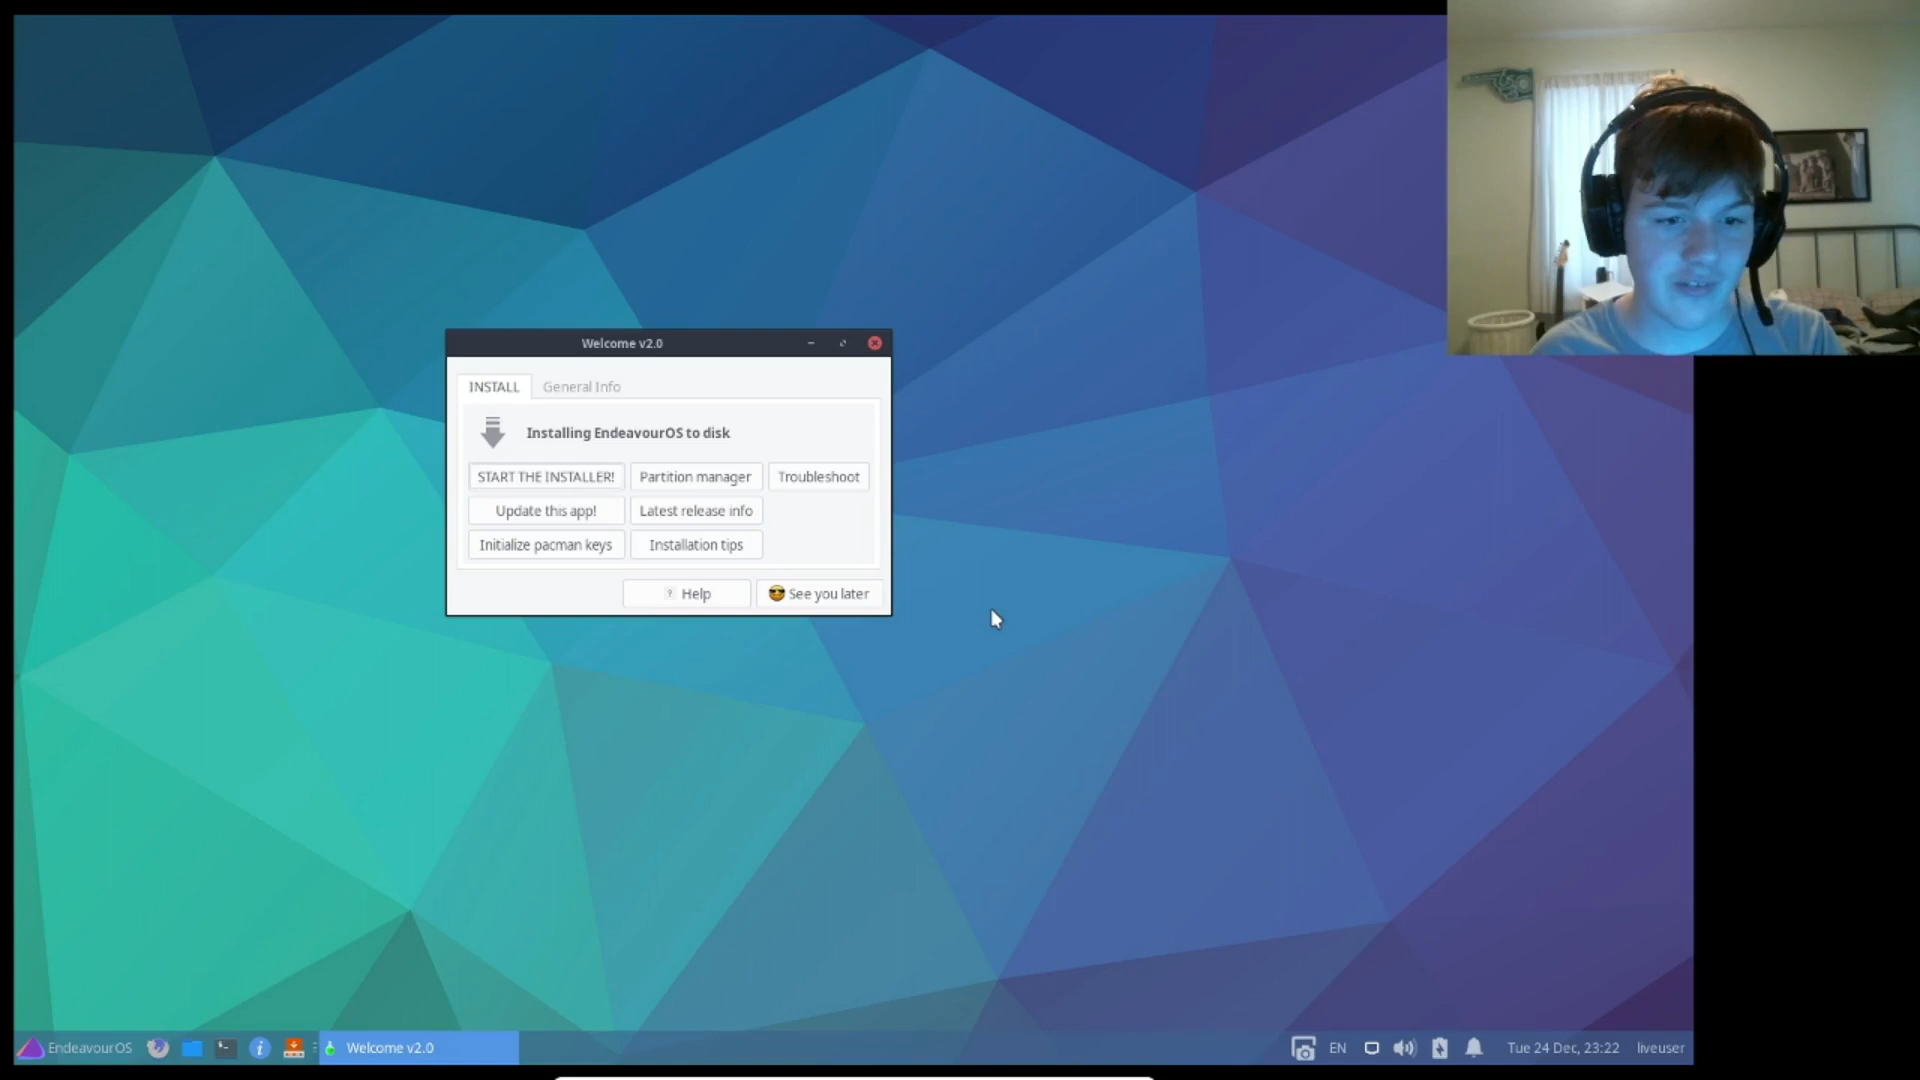 Welcome v2.0
INSTALL General Info
Installing EndeavourOS to disk
START THE INSTALLER! Partition manager Troubleshoot
Update this app! Latest release info
Initialize pacman keys Installation tips
? Help See you later
EndeavourOS Welcome v2.0 EN Tue 24 Dec, 23:22 liveuser